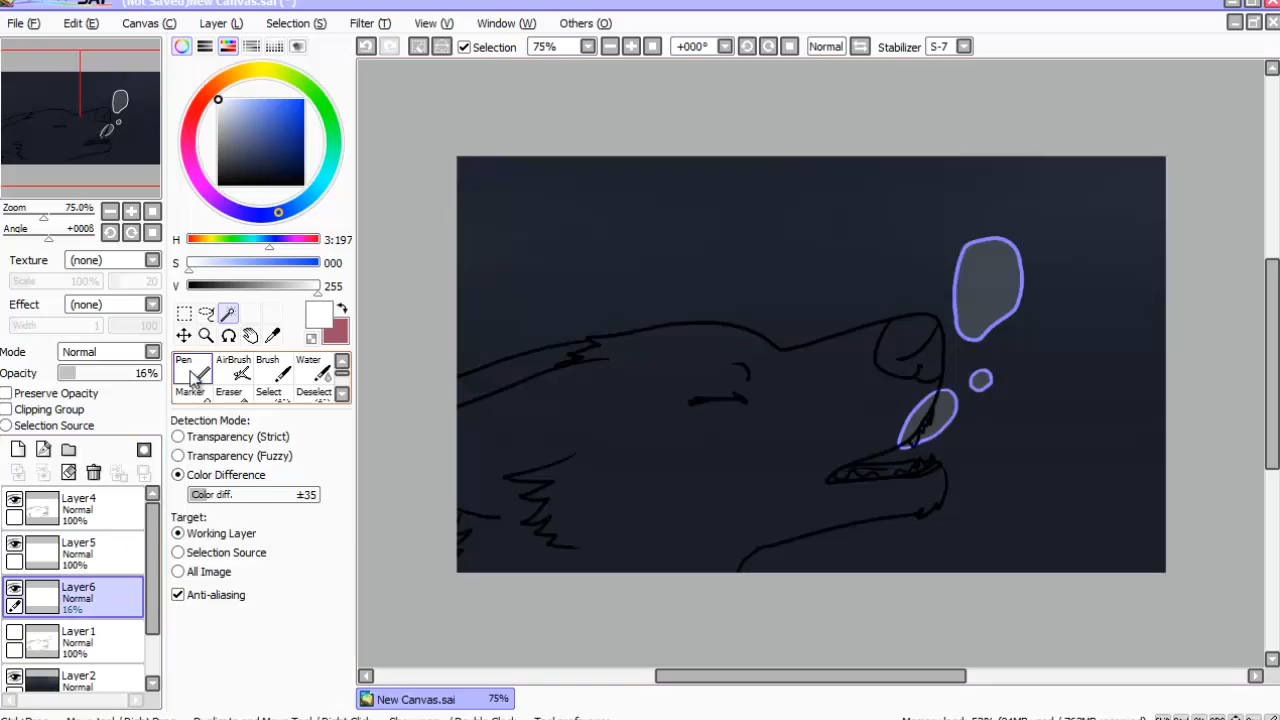 (Not Saved)New Canvas.sai (*)
File (F) Edit (E) Canvas (C) Layer (L) Selection (S) Filter (T) View (V) Window (W) Others (O)
Selection 75% +000° Normal Stabilizer S-7
Zoom 75.0%
Angle +000θ
Texture (none)
Scale 100% 20
Effect (none)
Width 1 100
Mode Normal
Opacity 16%
Preserve Opacity
Clipping Group
Selection Source
Layer4
Normal
100%
Layer5
Normal
100%
Layer6
Normal
16%
Layer1
Normal
100%
Layer2
Normal
H 3:197
S 000
V 255
Pen AirBrush Brush Water
Marker Eraser Select Deselect
Detection Mode:
Transparency (Strict)
Transparency (Fuzzy)
Color Difference
Color diff. ±35
Target:
Working Layer
Selection Source
All Image
Anti-aliasing
New Canvas.sai 75%